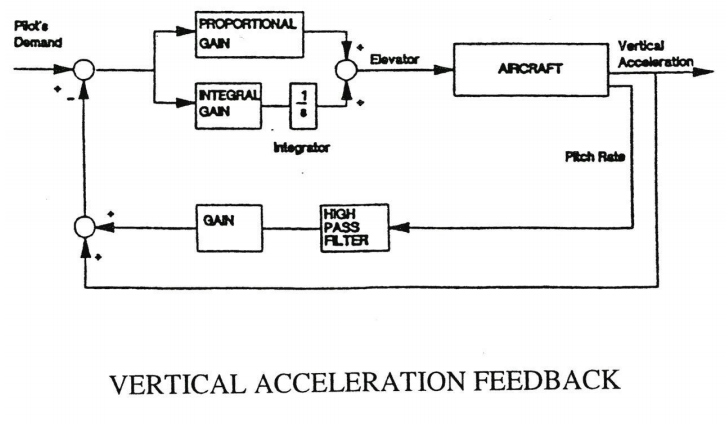 Pilot's
Demand
PROPORTIONAL
GAIN
+
Elevator
AIRCRAFT
Vertical
Acceleration
+
-
INTEGRAL
GAIN
1
s
+
Integrator
Pitch Rate
+
GAIN
HIGH
PASS
FILTER
+
VERTICAL ACCELERATION FEEDBACK